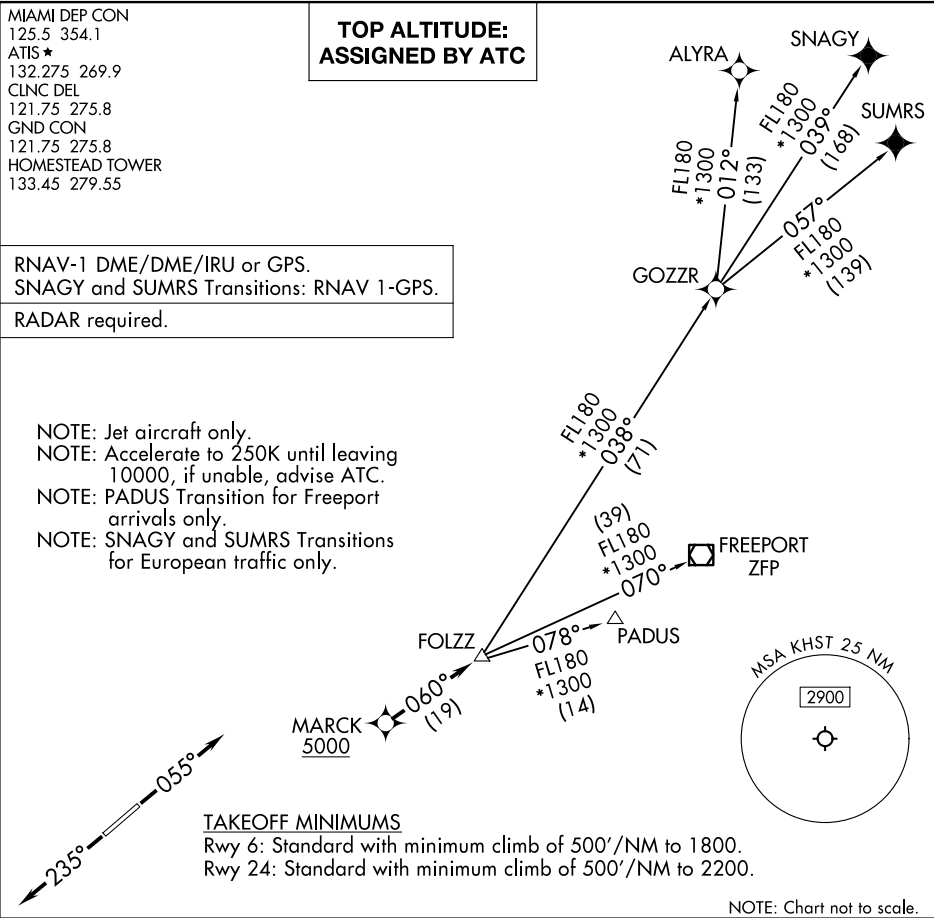 MIAMI DEP CON
125.5 354.1
ATIS ★
132.275 269.9
CLNC DEL
121.75 275.8
GND CON
121.75 275.8
HOMESTEAD TOWER
133.45 279.55
TOP ALTITUDE:
ASSIGNED BY ATC
ALYRA
SNAGY
SUMRS
FL180
*1300
012°
(133)
FL180
*1300
039°
(168)
057°
FL180
*1300
(139)
RNAV-1 DME/DME/IRU or GPS.
SNAGY and SUMRS Transitions: RNAV 1-GPS.
RADAR required.
GOZZR
FL180
*1300
038°
(71)
NOTE: Jet aircraft only.
NOTE: Accelerate to 250K until leaving
10000, if unable, advise ATC.
NOTE: PADUS Transition for Freeport
arrivals only.
NOTE: SNAGY and SUMRS Transitions
for European traffic only.
(39)
FL180
*1300
070°
FREEPORT
ZFP
FOLZZ
078°
FL180
*1300
(14)
PADUS
060°
(19)
MARCK
5000
MSA KHST 25 NM
2900
055°
235°
TAKEOFF MINIMUMS
Rwy 6: Standard with minimum climb of 500'/NM to 1800.
Rwy 24: Standard with minimum climb of 500'/NM to 2200.
NOTE: Chart not to scale.